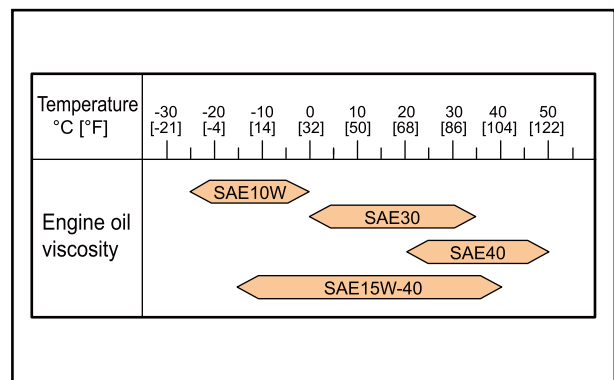 Temperature
°C [°F]
-30 -20 -10 0 10 20 30 40 50
[-21] [-4] [14] [32] [50] [68] [86] [104] [122]
Engine oil
viscosity
SAE10W
SAE30
SAE40
SAE15W-40